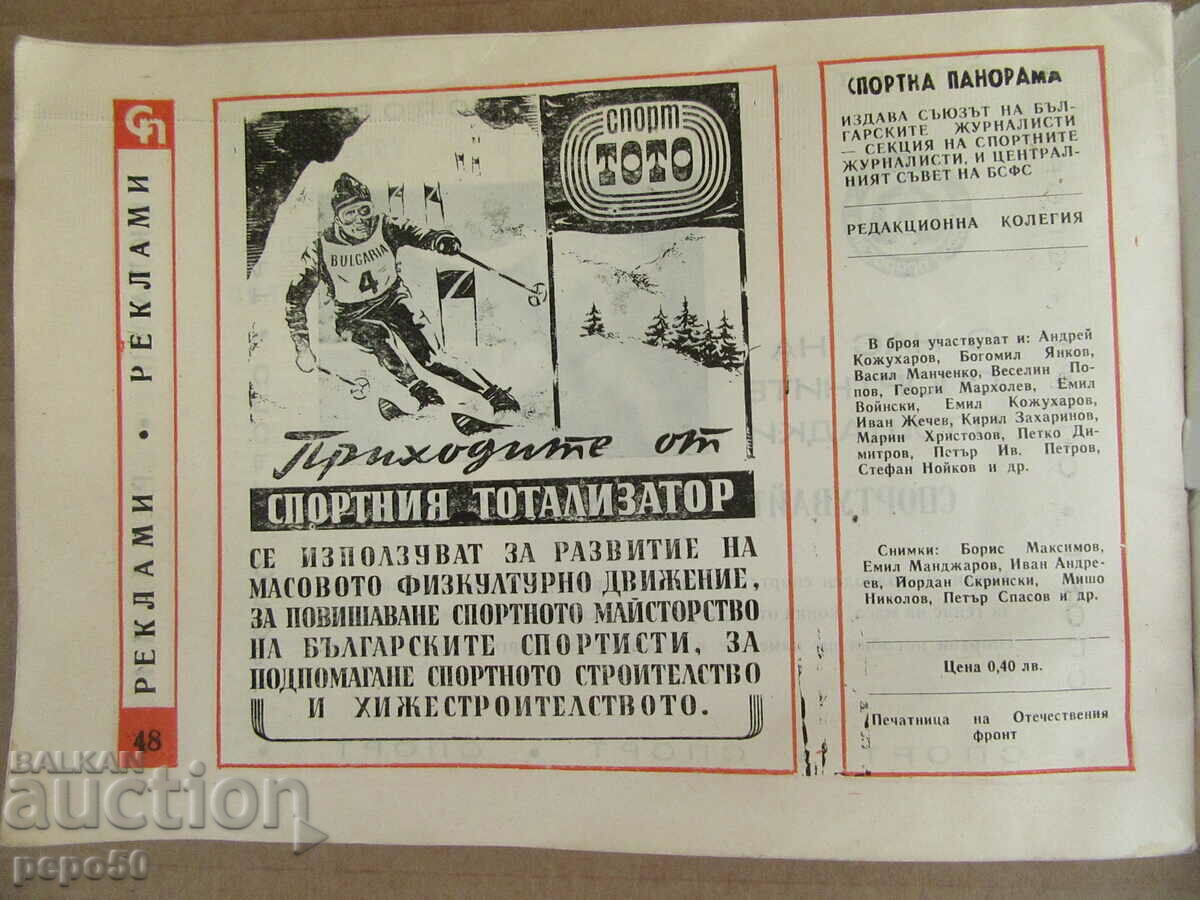 Сп
РЕКЛАМИ • РЕКЛАМИ
48
спорт
ТОТО
BULGARIA
4
Приходите от
СПОРТНИЯ ТОТАЛИЗАТОР
СЕ ИЗПОЛЗУВАТ ЗА РАЗВИТИЕ НА
МАСОВОТО ФИЗКУЛТУРНО ДВИЖЕНИЕ,
ЗА ПОВИШАВАНЕ СПОРТНОТО МАЙСТОРСТВО
НА БЪЛГАРСКИТЕ СПОРТИСТИ, ЗА
ПОДПОМАГАНЕ СПОРТНОТО СТРОИТЕЛСТВО
И ХИЖЕСТРОИТЕЛСТВОТО.
СПОРТНА ПАНОРАМА
ИЗДАВА СЪЮЗЪТ НА БЪЛ-
ГАРСКИТЕ ЖУРНАЛИСТИ
— СЕКЦИЯ НА СПОРТНИТЕ
ЖУРНАЛИСТИ, И ЦЕНТРАЛ-
НИЯТ СЪВЕТ НА БСФС
РЕДАКЦИОННА КОЛЕГИЯ
В броя участвуват и: Андрей
Кожухаров, Богомил Янков,
Васил Манченко, Веселин По-
пов, Георги Мархолев, Емил
Войнски, Емил Кожухаров,
Иван Жечев, Кирил Захаринов,
Марин Христозов, Петко Ди-
митров, Петър Ив. Петров,
Стефан Нойков и др.
Снимки: Борис Максимов,
Емил Манджаров, Иван Андре-
ев, Йордан Скрински, Мишо
Николов, Петър Спасов и др.
Цена 0,40 лв.
Печатница на Отечествения
фронт
BALKAN
auction
pepo50